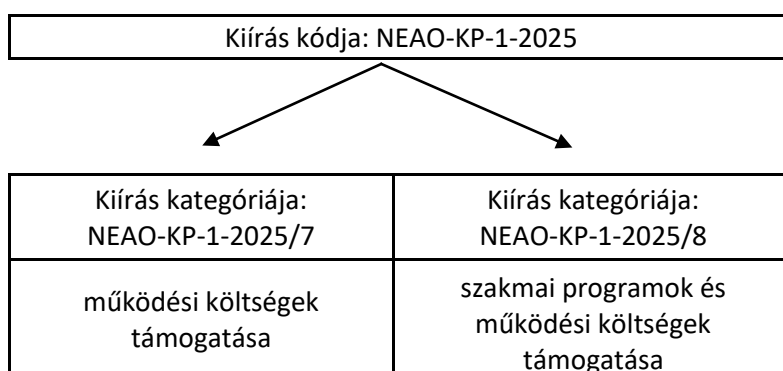 Kiírás kódja: NEAO-KP-1-2025
Kiírás kategóriája:
NEAO-KP-1-2025/7
Kiírás kategóriája:
NEAO-KP-1-2025/8
működési költségek
támogatása
szakmai programok és
működési költségek
támogatása